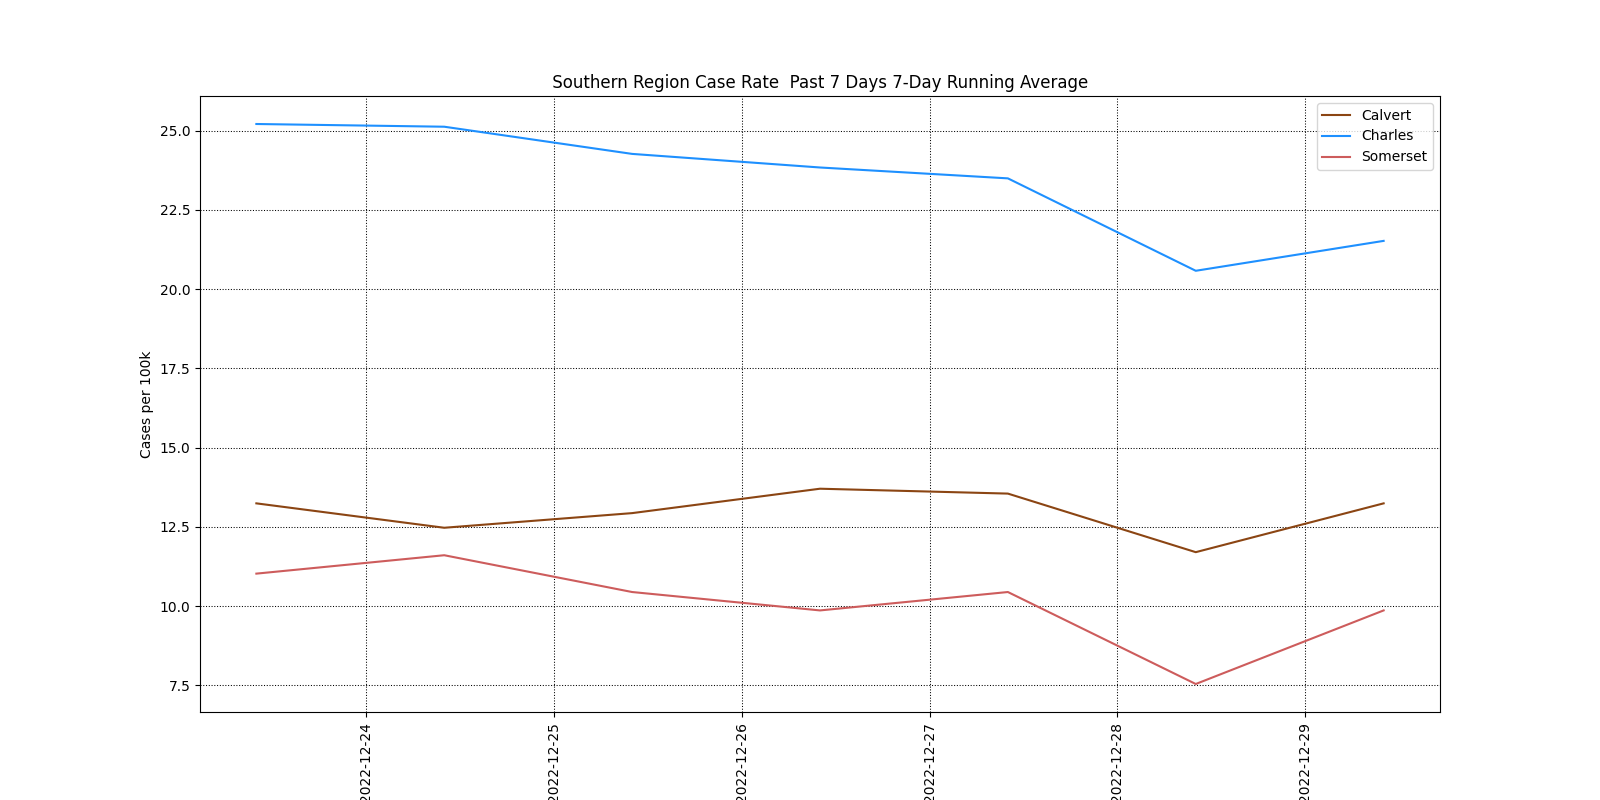 Southern Region Case Rate  Past 7 Days 7-Day Running Average
Calvert
Charles
Somerset
Cases per 100k
25.0
22.5
20.0
17.5
15.0
12.5
10.0
7.5
2022-12-24
2022-12-25
2022-12-26
2022-12-27
2022-12-28
2022-12-29